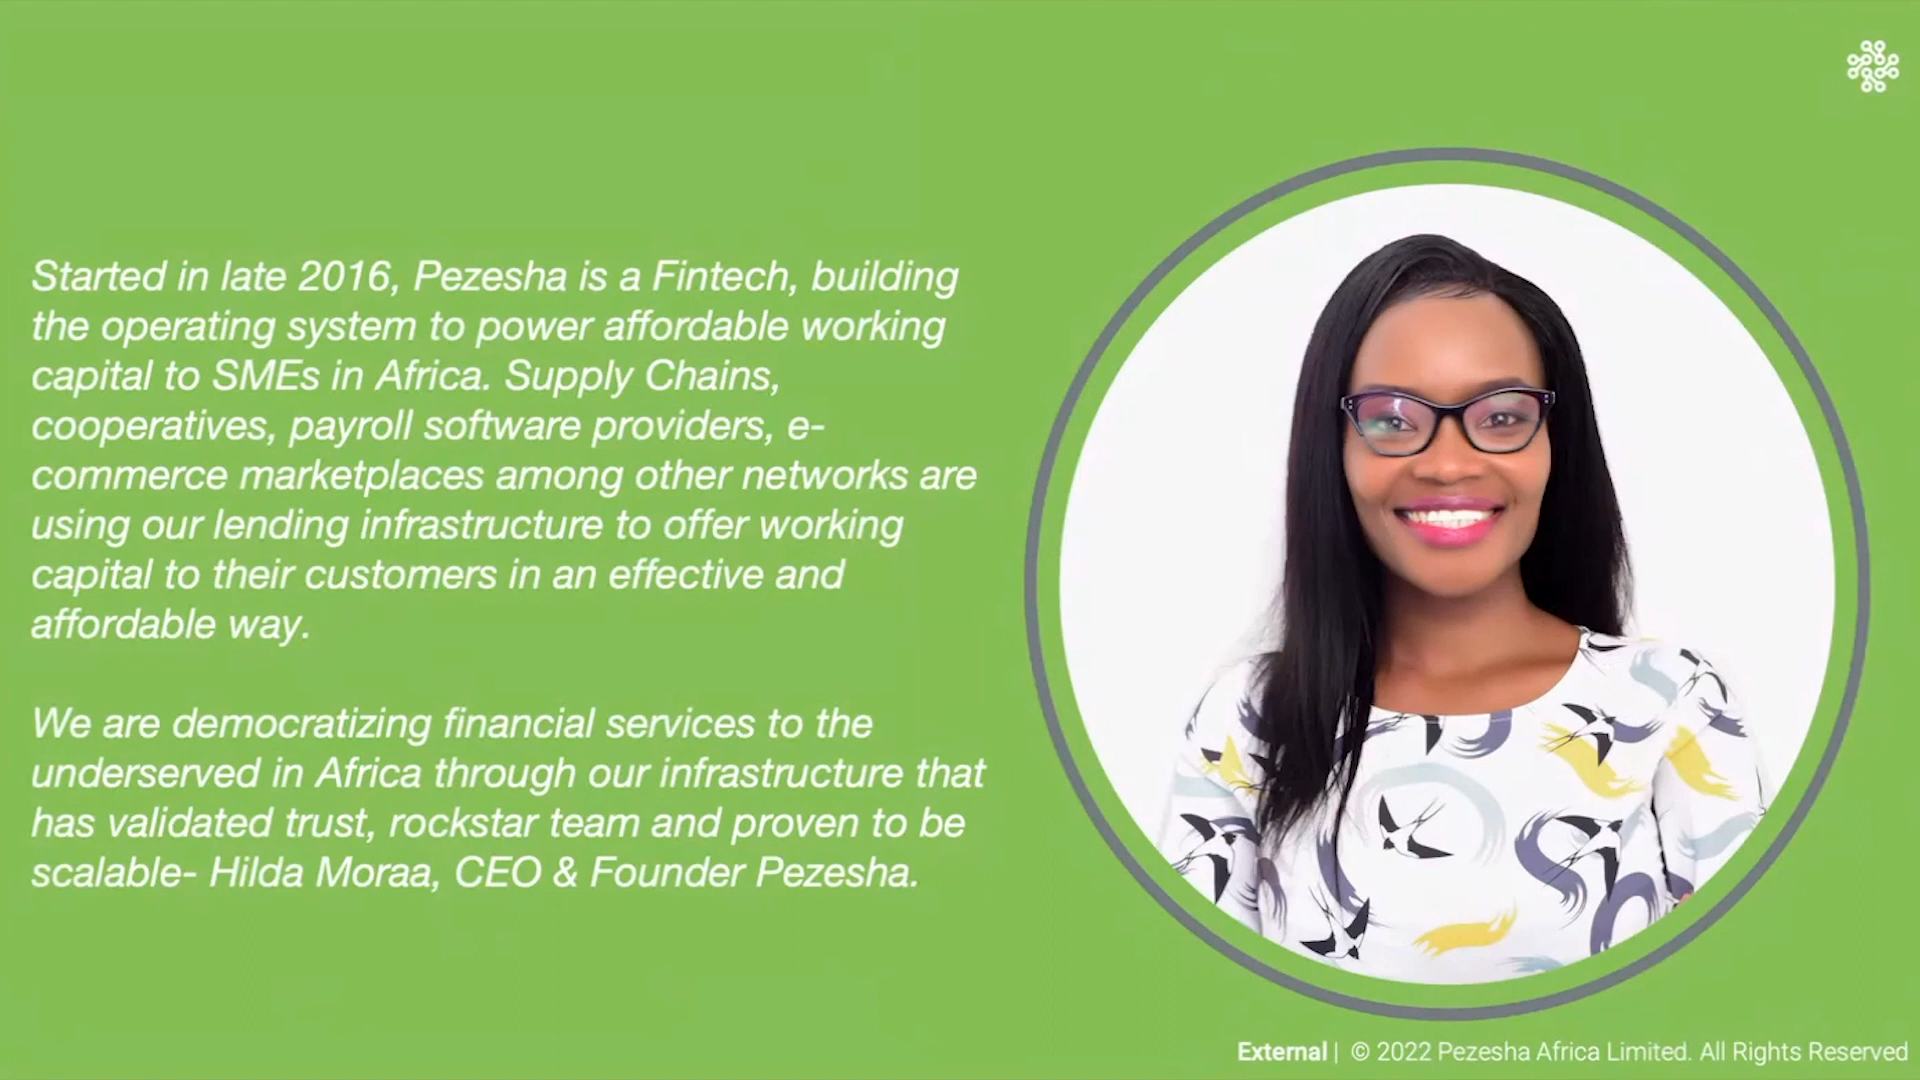 Started in late 2016, Pezesha is a Fintech, building
the operating system to power affordable working
capital to SMEs in Africa. Supply Chains,
cooperatives, payroll software providers, e-
commerce marketplaces among other networks are
using our lending infrastructure to offer working
capital to their customers in an effective and
affordable way.
We are democratizing financial services to the
underserved in Africa through our infrastructure that
has validated trust, rockstar team and proven to be
scalable- Hilda Moraa, CEO & Founder Pezesha.
External | © 2022 Pezesha Africa Limited. All Rights Reserved